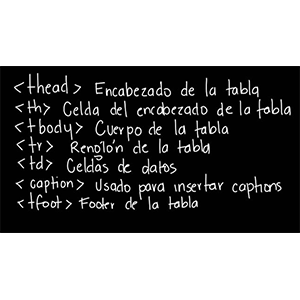 <thead> Encabezado de la tabla
<th> Celda del encabezado de la tabla
<tbody> Cuerpo de la tabla
<tr> Renglón de la tabla
<td> Celdas de datos
<caption> Usado para insertar captions
<tfoot> Footer de la tabla